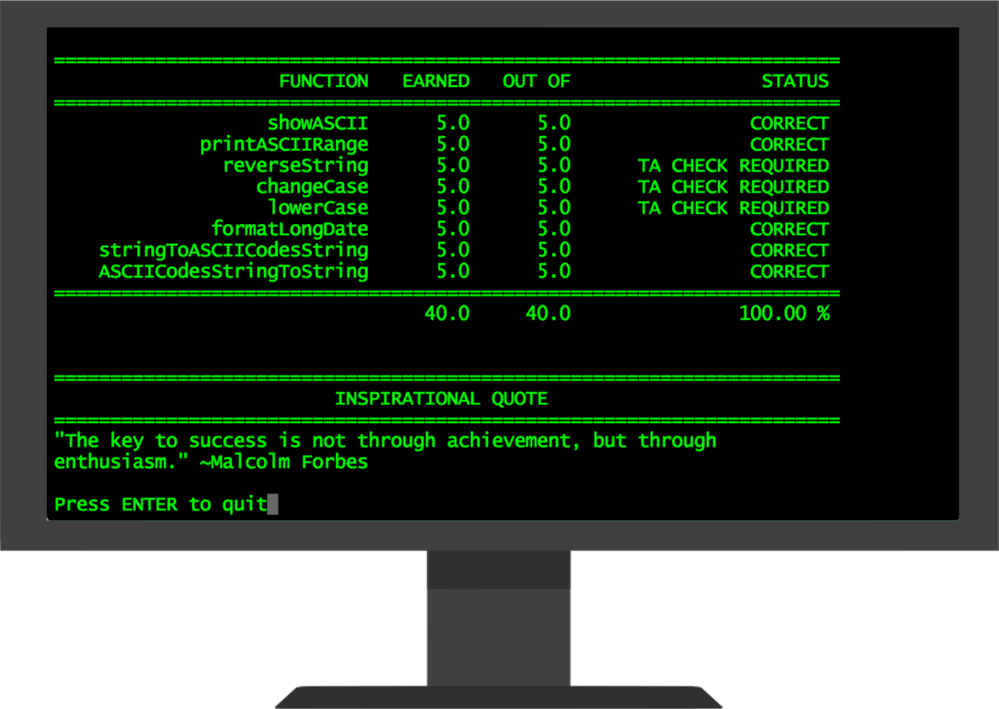 ==========================================================
FUNCTION EARNED OUT OF STATUS
==========================================================
showASCII 5.0 5.0 CORRECT
printASCIIRange 5.0 5.0 CORRECT
reverseString 5.0 5.0 TA CHECK REQUIRED
changeCase 5.0 5.0 TA CHECK REQUIRED
lowerCase 5.0 5.0 TA CHECK REQUIRED
formatLongDate 5.0 5.0 CORRECT
stringToASCIICodesString 5.0 5.0 CORRECT
ASCIICodesStringToString 5.0 5.0 CORRECT
==========================================================
40.0 40.0 100.00 %
==========================================================
INSPIRATIONAL QUOTE
==========================================================
"The key to success is not through achievement, but through
enthusiasm." ~Malcolm Forbes
Press ENTER to quit